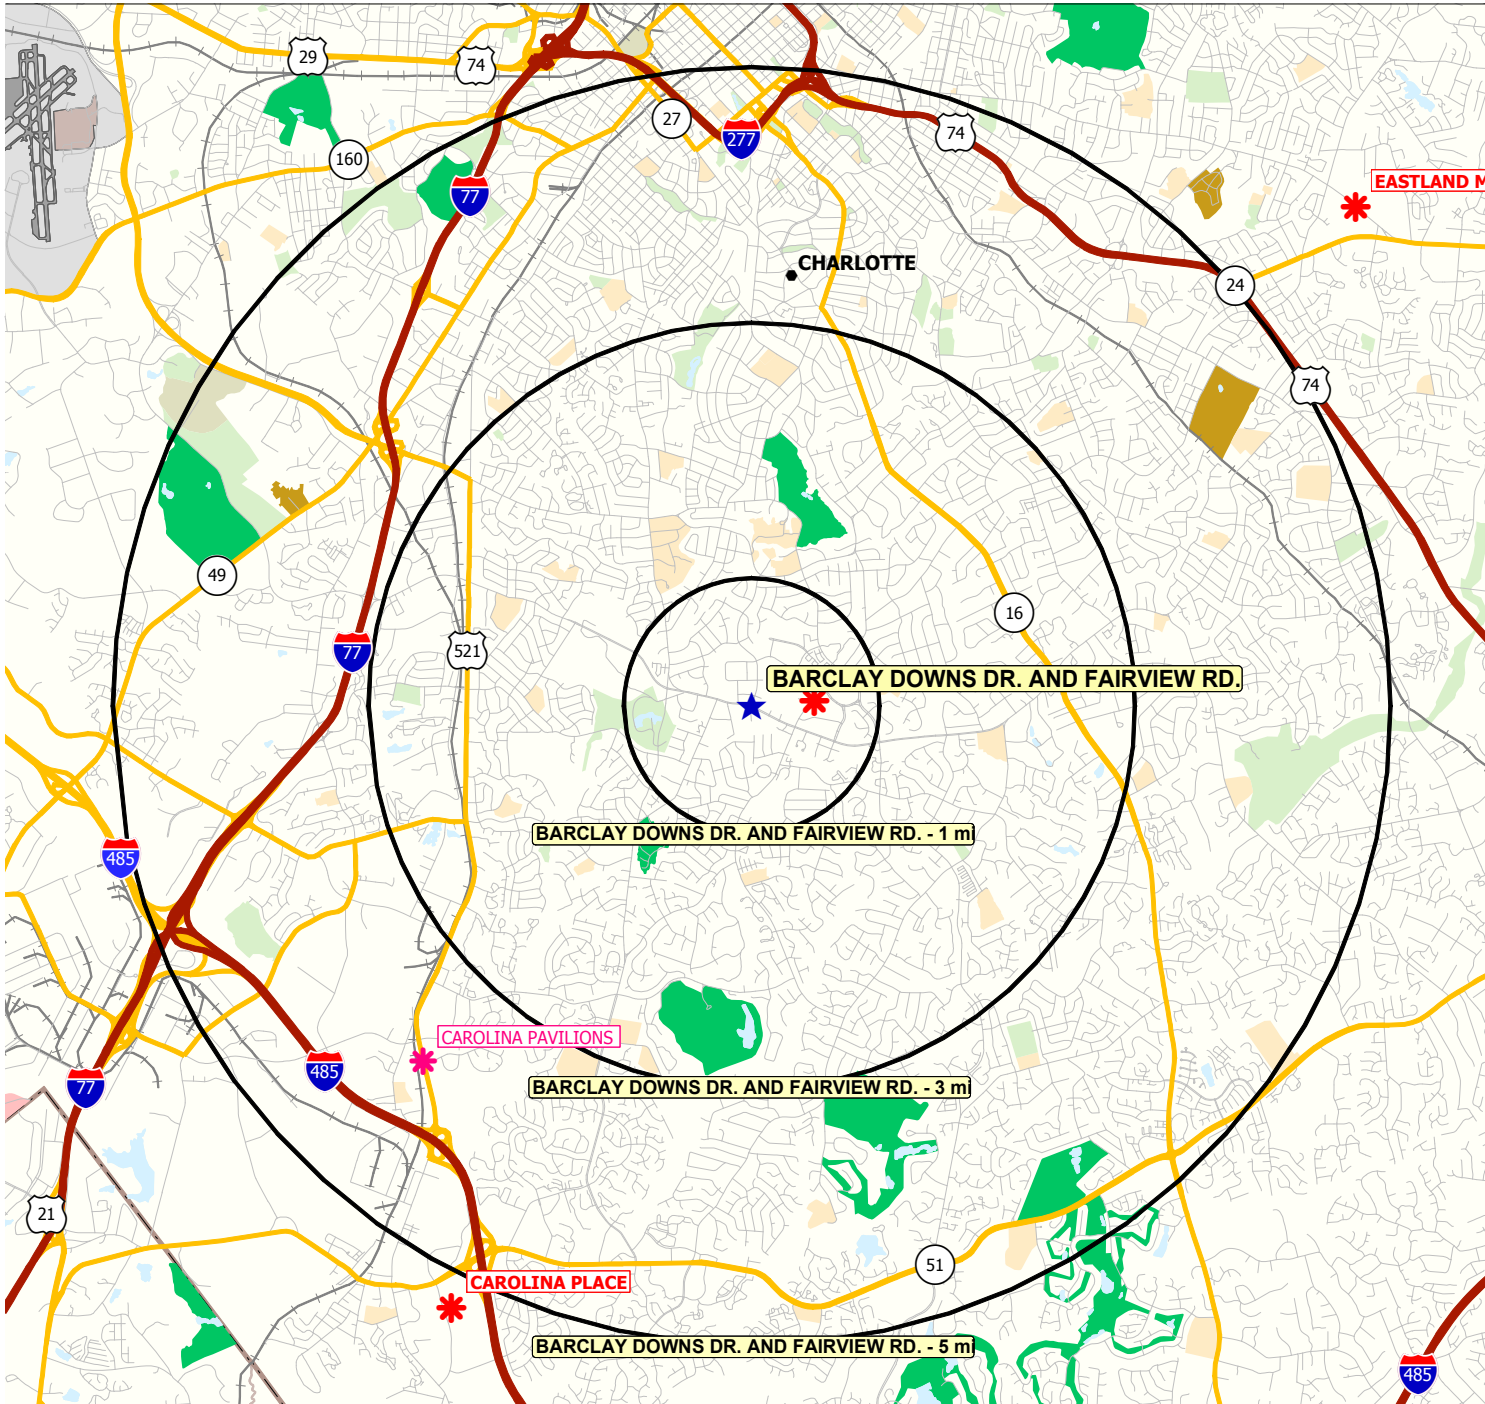 29
74
27
277
74
160
77
EASTLAND M
CHARLOTTE
24
74
49
16
77
521
BARCLAY DOWNS DR. AND FAIRVIEW RD.
BARCLAY DOWNS DR. AND FAIRVIEW RD. - 1 mi
485
CAROLINA PAVILIONS
485
77
BARCLAY DOWNS DR. AND FAIRVIEW RD. - 3 mi
21
51
CAROLINA PLACE
BARCLAY DOWNS DR. AND FAIRVIEW RD. - 5 mi
485